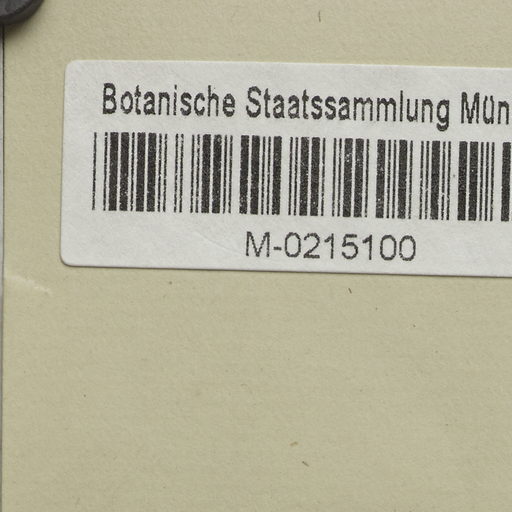 Botanische Staatssammlung Mün
M-0215100